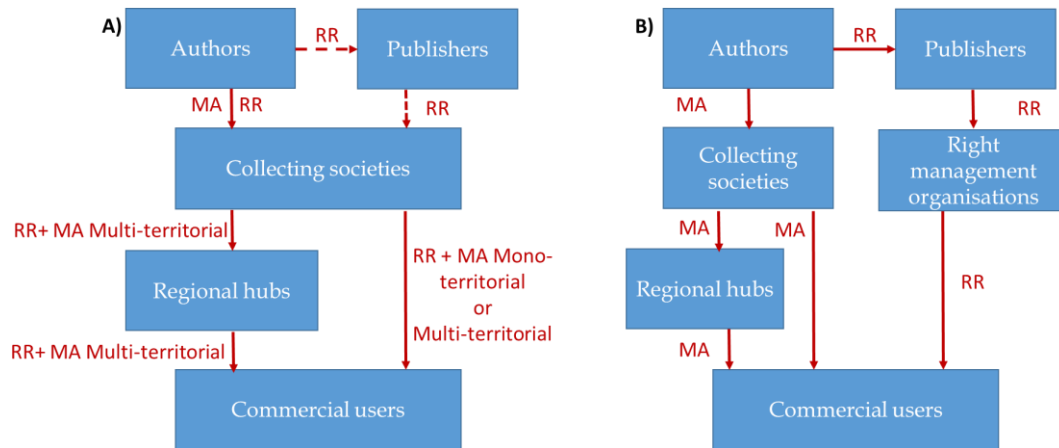 A)
Authors
RR
Publishers
MA
RR
RR
Collecting societies
RR+ MA Multi-territorial
RR + MA Mono-
territorial
or
Multi-territorial
Regional hubs
RR+ MA Multi-territorial
Commercial users
B)
Authors
RR
Publishers
MA
RR
Collecting
societies
Right
management
organisations
MA
MA
Regional hubs
RR
MA
Commercial users